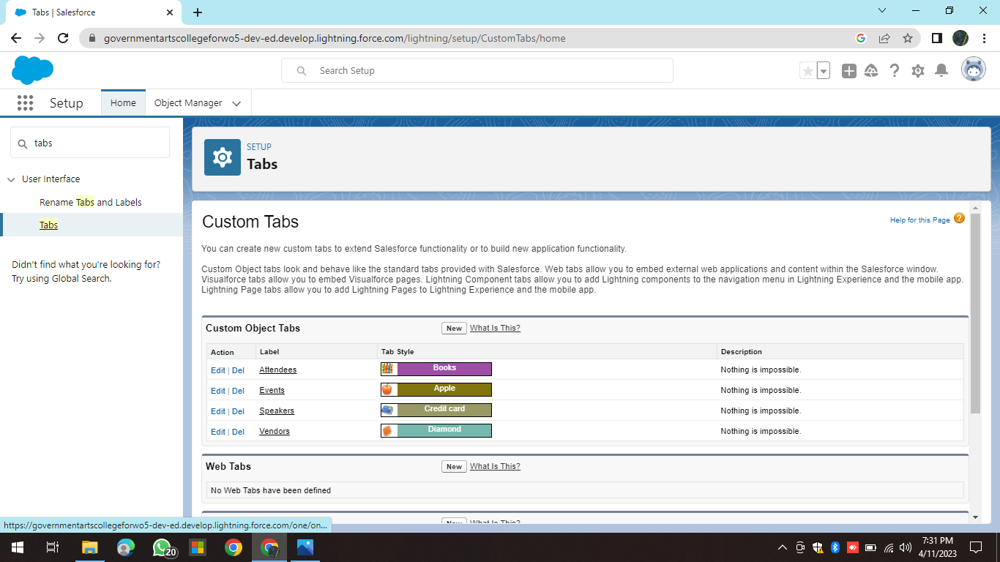 Tabs | Salesforce
governmentartscollegeforwo5-dev-ed.develop.lightning.force.com/lightning/setup/CustomTabs/home
Search Setup
Setup
Home
Object Manager
tabs
User Interface
Rename Tabs and Labels
Tabs
Didn't find what you're looking for?
Try using Global Search.
SETUP
Tabs
Custom Tabs
Help for this Page ?
You can create new custom tabs to extend Salesforce functionality or to build new application functionality.
Custom Object tabs look and behave like the standard tabs provided with Salesforce. Web tabs allow you to embed external web applications and content within the Salesforce window.
Visualforce tabs allow you to embed Visualforce pages. Lightning Component tabs allow you to add Lightning components to the navigation menu in Lightning Experience and the mobile app.
Lightning Page tabs allow you to add Lightning Pages to Lightning Experience and the mobile app.
Custom Object Tabs New What Is This?
Action Label Tab Style Description
Edit | Del Attendees Books Nothing is impossible.
Edit | Del Events Apple Nothing is impossible.
Edit | Del Speakers Credit card Nothing is impossible.
Edit | Del Vendors Diamond Nothing is impossible.
Web Tabs New What Is This?
No Web Tabs have been defined
New What Is This?
https://governmentartscollegeforwo5-dev-ed.develop.lightning.force.com/one/on...
20
7:31 PM
4/11/2023